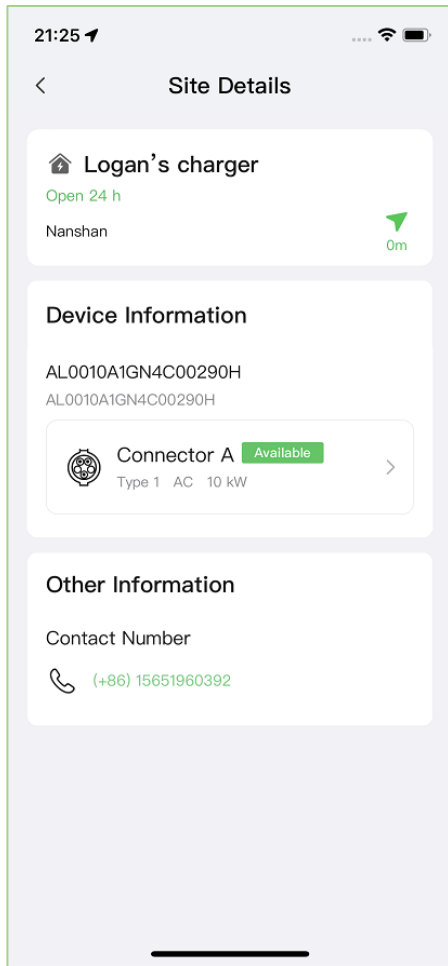 21:25
Site Details
Logan's charger
Open 24 h
Nanshan
0m
Device Information
AL0010A1GN4C00290H
AL0010A1GN4C00290H
Connector A Available
Type 1 AC 10 kW
Other Information
Contact Number
(+86) 15651960392